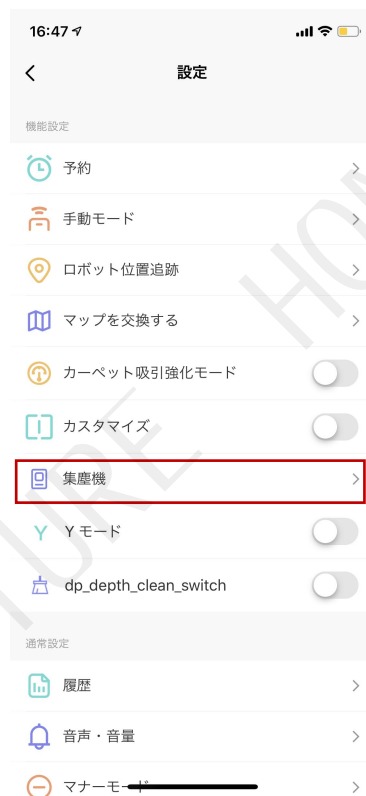 16:47
設定
機能設定
予約
手動モード
ロボット位置追跡
マップを交換する
カーペット吸引強化モード
カスタマイズ
集塵機
Y Y モード
dp_depth_clean_switch
通常設定
履歴
音声・音量
マナーモード
TURE HOM